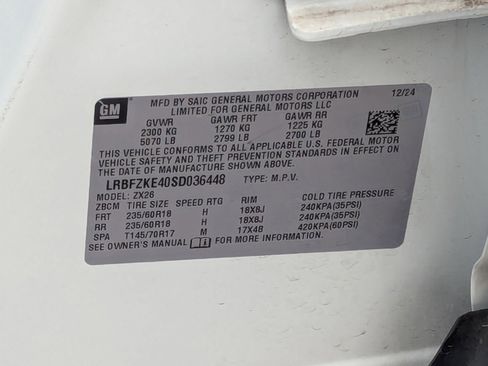 GM
MFD BY SAIC GENERAL MOTORS CORPORATION 12/24
LIMITED FOR GENERAL MOTORS LLC
GVWR GAWR FRT GAWR RR
2300 KG 1270 KG 1225 KG
5070 LB 2799 LB 2700 LB
THIS VEHICLE CONFORMS TO ALL APPLICABLE U.S. FEDERAL MOTOR
VEHICLE SAFETY AND THEFT PREVENTION STANDARDS IN EFFECT ON
THE DATE OF MANUFACTURE SHOWN ABOVE.
LRBFZKE40SD036448 TYPE: M.P.V.
MODEL: ZX26
ZBCM TIRE SIZE SPEED RTG RIM COLD TIRE PRESSURE
FRT 235/60R18 H 18X8J 240KPA(35PSI)
RR 235/60R18 H 18X8J 240KPA(35PSI)
SPA T145/70R17 M 17X4B 420KPA(60PSI)
SEE OWNER'S MANUAL FOR MORE INFORMATION.